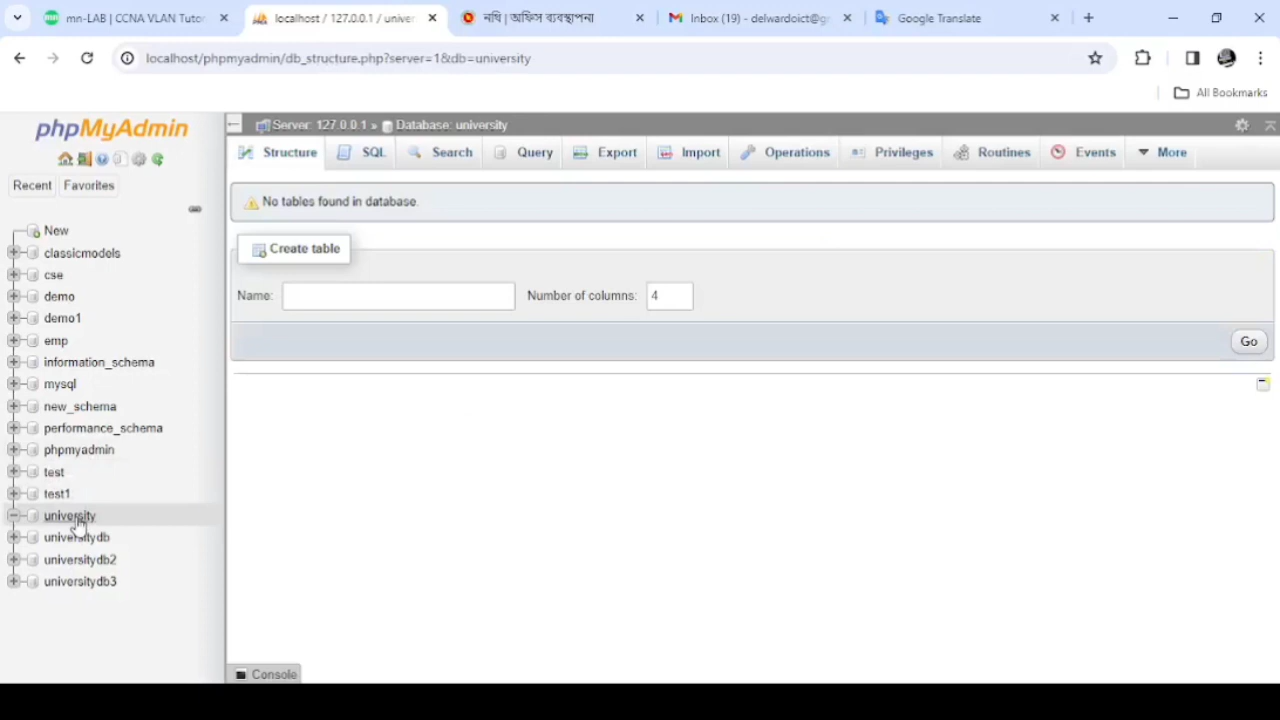 mn-LAB | CCNA VLAN Tutor
localhost / 127.0.0.1 / univer
নথি | অফিস ব্যবস্থাপনা
Inbox (19) - delwardoict@g
Google Translate
localhost/phpmyadmin/db_structure.php?server=1&db=university
All Bookmarks
phpMyAdmin
Recent Favorites
New
classicmodels
cse
demo
demo1
emp
information_schema
mysql
new_schema
performance_schema
phpmyadmin
test
test1
university
universitydb
universitydb2
universitydb3
Server: 127.0.0.1 » Database: university
Structure SQL Search Query Export Import Operations Privileges Routines Events More
No tables found in database.
Create table
Name: Number of columns: 4
Go
Console